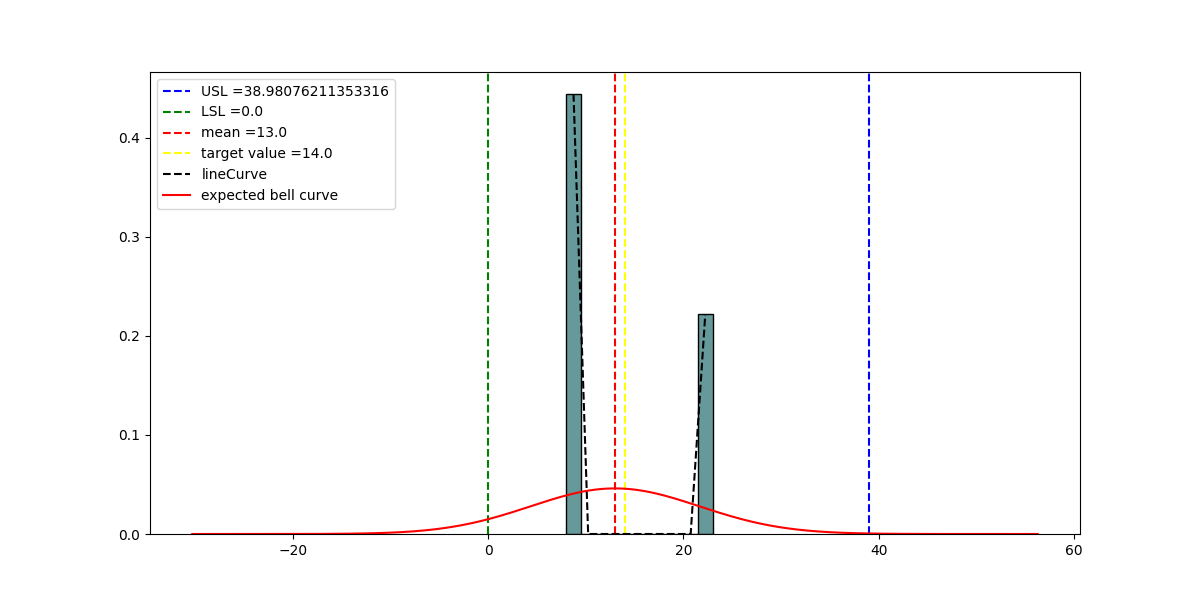 USL =38.98076211353316
LSL =0.0
mean =13.0
target value =14.0
lineCurve
expected bell curve
0.4
0.3
0.2
0.1
0.0
−20
0
20
40
60